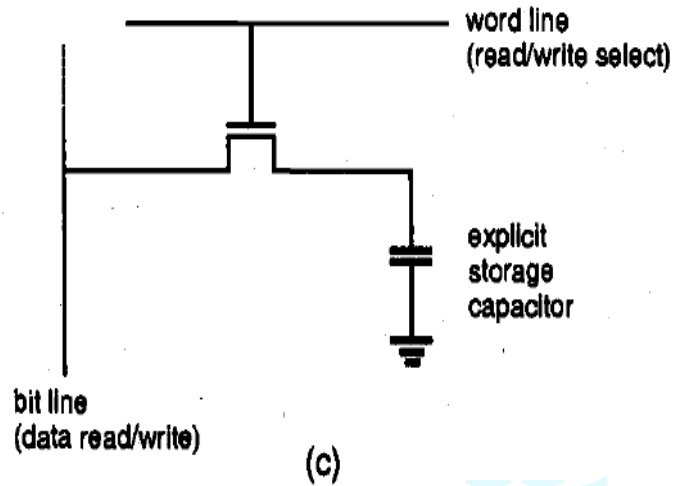 word line
(read/write select)
explicit
storage
capacitor
bit line
(data read/write)
(c)